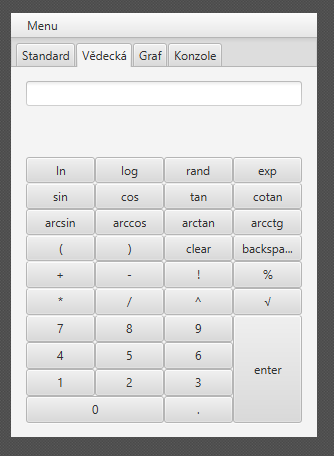 Menu
Standard Vědecká Graf Konzole
ln log rand exp
sin cos tan cotan
arcsin arccos arctan arcctg
( ) clear backspa...
+ - ! %
* / ^ √
7 8 9
4 5 6 enter
1 2 3
0 .